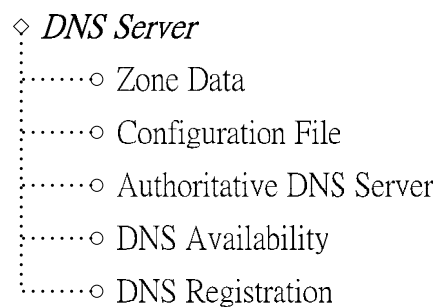 DNS Server
Zone Data
Configuration File
Authoritative DNS Server
DNS Availability
DNS Registration